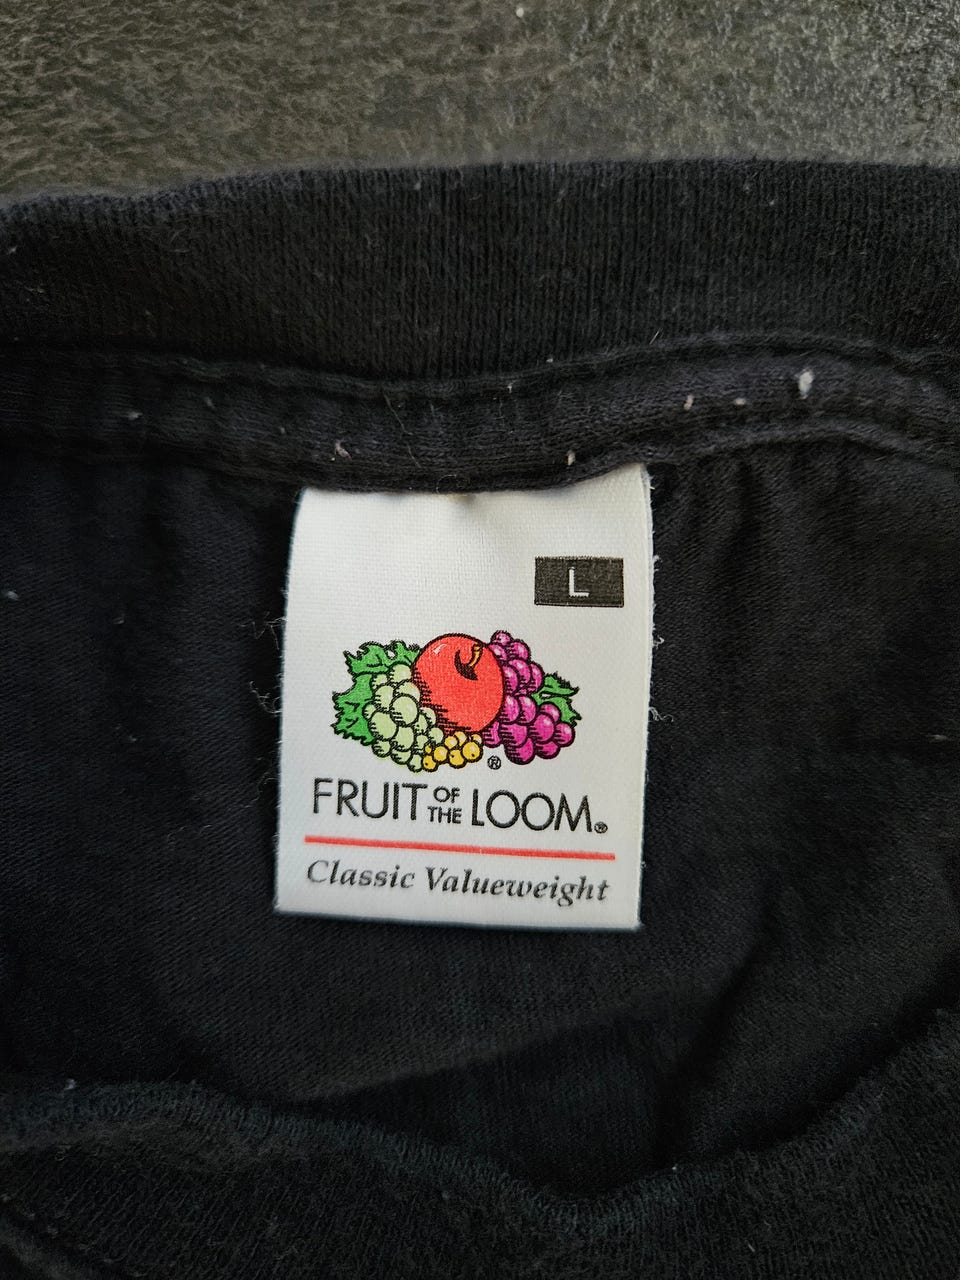 L
®
FRUIT OF THE LOOM®
Classic Valueweight